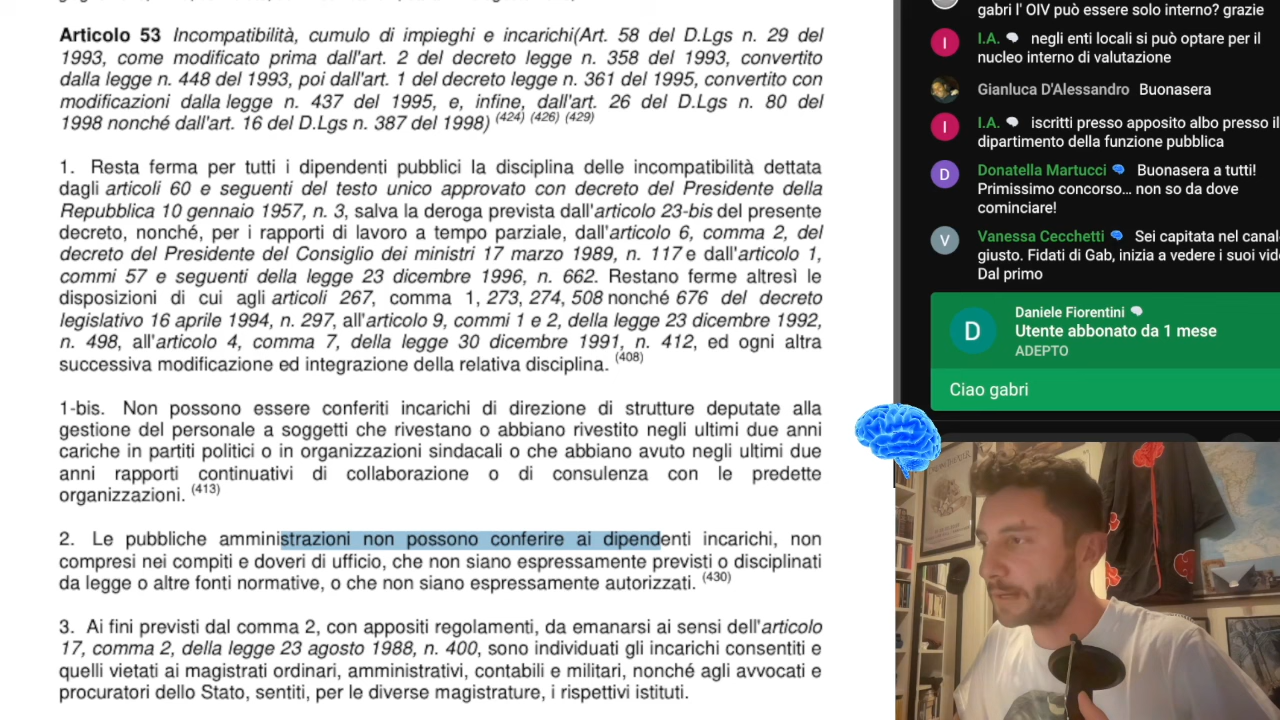 Articolo 53 Incompatibilità, cumulo di impieghi e incarichi(Art. 58 del D.Lgs n. 29 del
1993, come modificato prima dall'art. 2 del decreto legge n. 358 del 1993, convertito
dalla legge n. 448 del 1993, poi dall'art. 1 del decreto legge n. 361 del 1995, convertito con
modificazioni dalla legge n. 437 del 1995, e, infine, dall'art. 26 del D.Lgs n. 80 del
1998 nonché dall'art. 16 del D.Lgs n. 387 del 1998) (424) (426) (429)
1. Resta ferma per tutti i dipendenti pubblici la disciplina delle incompatibilità dettata
dagli articoli 60 e seguenti del testo unico approvato con decreto del Presidente della
Repubblica 10 gennaio 1957, n. 3, salva la deroga prevista dall'articolo 23-bis del presente
decreto, nonché, per i rapporti di lavoro a tempo parziale, dall'articolo 6, comma 2, del
decreto del Presidente del Consiglio dei ministri 17 marzo 1989, n. 117 e dall'articolo 1,
commi 57 e seguenti della legge 23 dicembre 1996, n. 662. Restano ferme altresì le
disposizioni di cui agli articoli 267, comma 1, 273, 274, 508 nonché 676 del decreto
legislativo 16 aprile 1994, n. 297, all'articolo 9, commi 1 e 2, della legge 23 dicembre 1992,
n. 498, all'articolo 4, comma 7, della legge 30 dicembre 1991, n. 412, ed ogni altra
successiva modificazione ed integrazione della relativa disciplina. (408)
1-bis. Non possono essere conferiti incarichi di direzione di strutture deputate alla
gestione del personale a soggetti che rivestano o abbiano rivestito negli ultimi due anni
cariche in partiti politici o in organizzazioni sindacali o che abbiano avuto negli ultimi due
anni rapporti continuativi di collaborazione o di consulenza con le predette
organizzazioni. (413)
2. Le pubbliche amministrazioni non possono conferire ai dipendenti incarichi, non
compresi nei compiti e doveri di ufficio, che non siano espressamente previsti o disciplinati
da legge o altre fonti normative, o che non siano espressamente autorizzati. (430)
3. Ai fini previsti dal comma 2, con appositi regolamenti, da emanarsi ai sensi dell'articolo
17, comma 2, della legge 23 agosto 1988, n. 400, sono individuati gli incarichi consentiti e
quelli vietati ai magistrati ordinari, amministrativi, contabili e militari, nonché agli avvocati e
procuratori dello Stato, sentiti, per le diverse magistrature, i rispettivi istituti.
gabri l' OIV può essere solo interno? grazie
I
I.A. negli enti locali si può optare per il
nucleo interno di valutazione
Gianluca D'Alessandro Buonasera
I
I.A. iscritti presso apposito albo presso il
dipartimento della funzione pubblica
D
Donatella Martucci Buonasera a tutti!
Primissimo concorso... non so da dove
cominciare!
V
Vanessa Cecchetti Sei capitata nel canal
giusto. Fidati di Gab, inizia a vedere i suoi vid
Dal primo
D
Daniele Fiorentini
Utente abbonato da 1 mese
ADEPTO
Ciao gabri